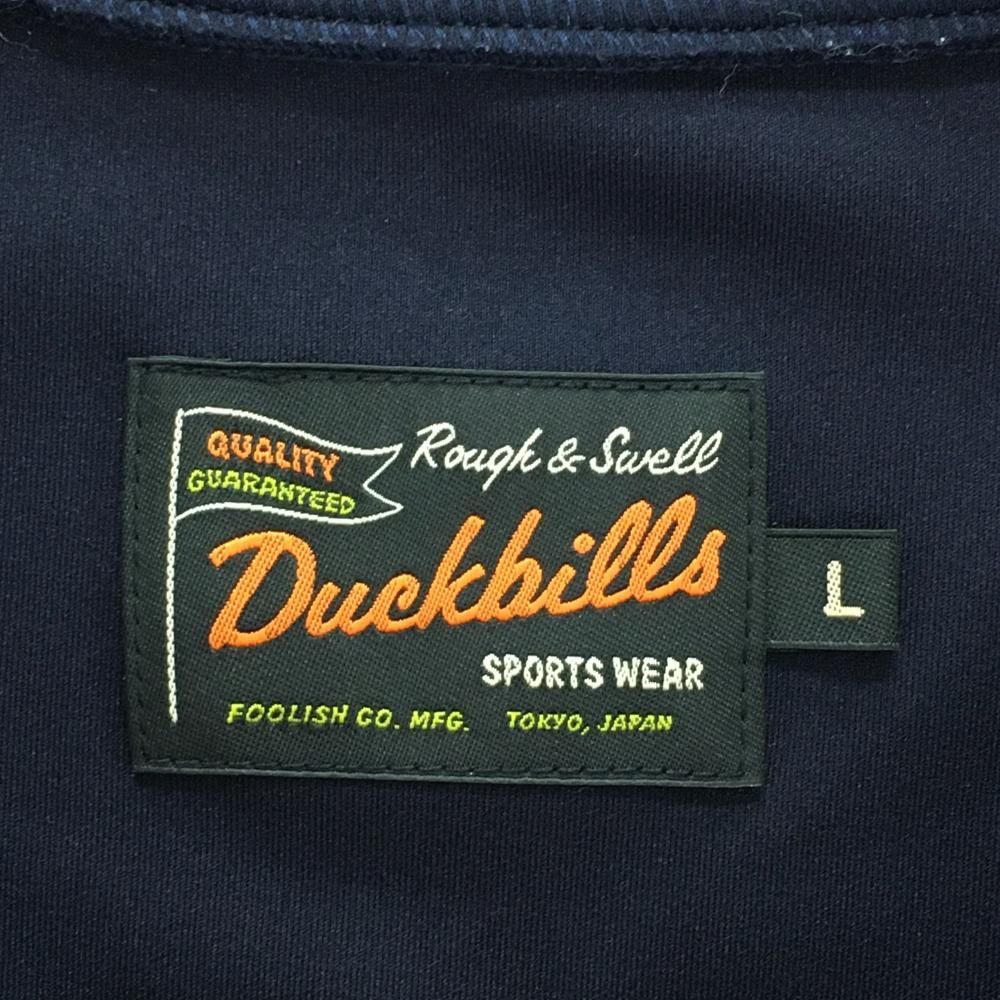 QUALITY
GUARANTEED
Rough & Swell
Duckbills
SPORTS WEAR
FOOLISH CO. MFG. TOKYO, JAPAN
L